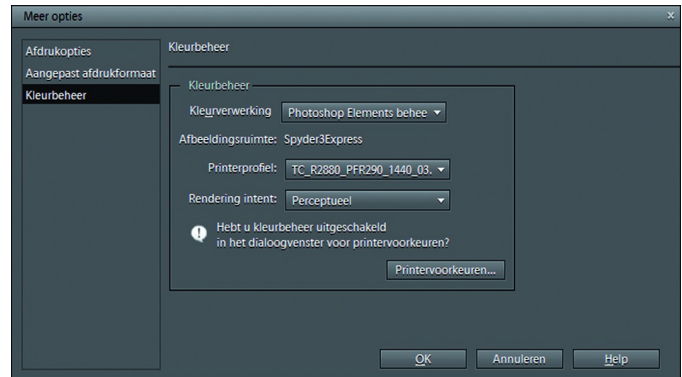 Meer opties
x
Afdrukopties
Aangepast afdrukformaat
Kleurbeheer
Kleurbeheer
Kleurbeheer
Kleurverwerking
Photoshop Elements behee
Afbeeldingsruimte: Spyder3Express
Printerprofiel: TC_R2880_PFR290_1440_03.
Rendering intent: Perceptueel
! Hebt u kleurbeheer uitgeschakeld
in het dialoogvenster voor printervoorkeuren?
Printervoorkeuren...
OK Annuleren Help